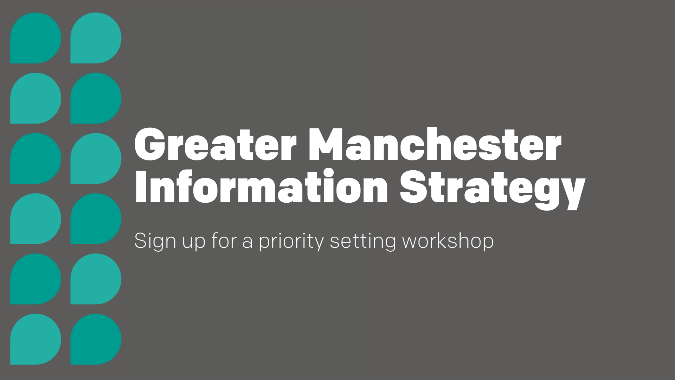 Greater Manchester
Information Strategy
Sign up for a priority setting workshop